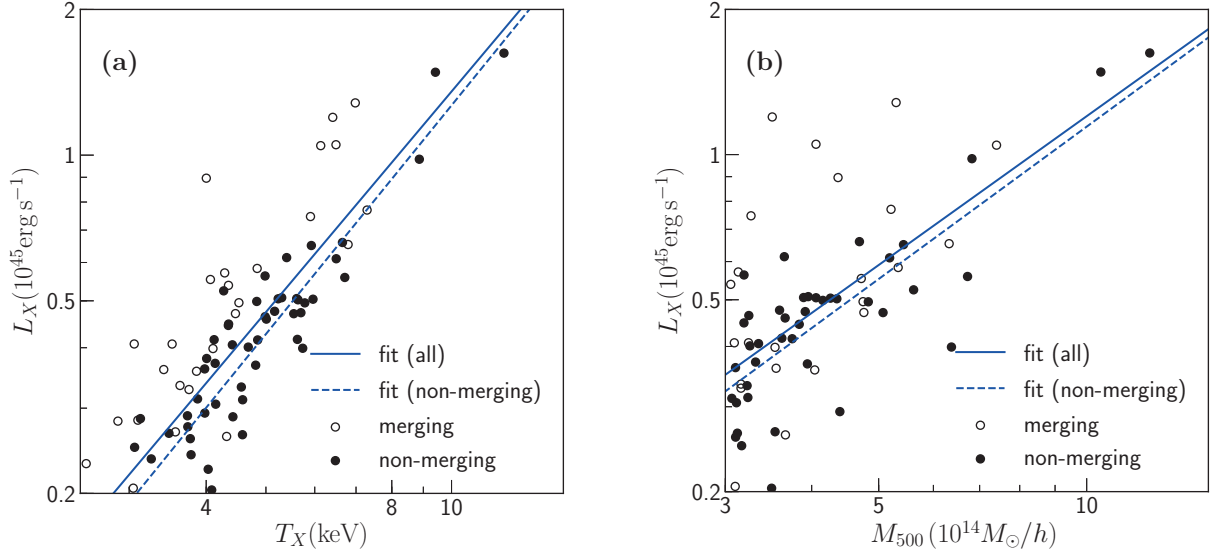 (a)
2
1
0.5
0.2
L_X(10^45 erg s^−1)
4
6
8
10
T_X(keV)
fit (all)
fit (non-merging)
merging
non-merging
(b)
2
1
0.5
0.2
L_X(10^45 erg s^−1)
3
5
10
M_500 (10^14 M_⊙/h)
fit (all)
fit (non-merging)
merging
non-merging